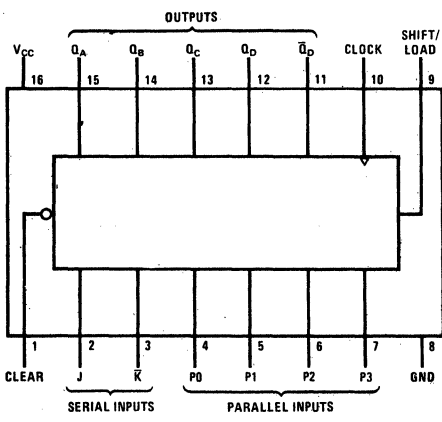 OUTPUTS
SHIFT/
VCC QA QB QC QD Q̅D CLOCK LOAD
16 15 14 13 12 11 10 9
1 2 3 4 5 6 7 8
CLEAR J K̅ P0 P1 P2 P3 GND
SERIAL INPUTS PARALLEL INPUTS